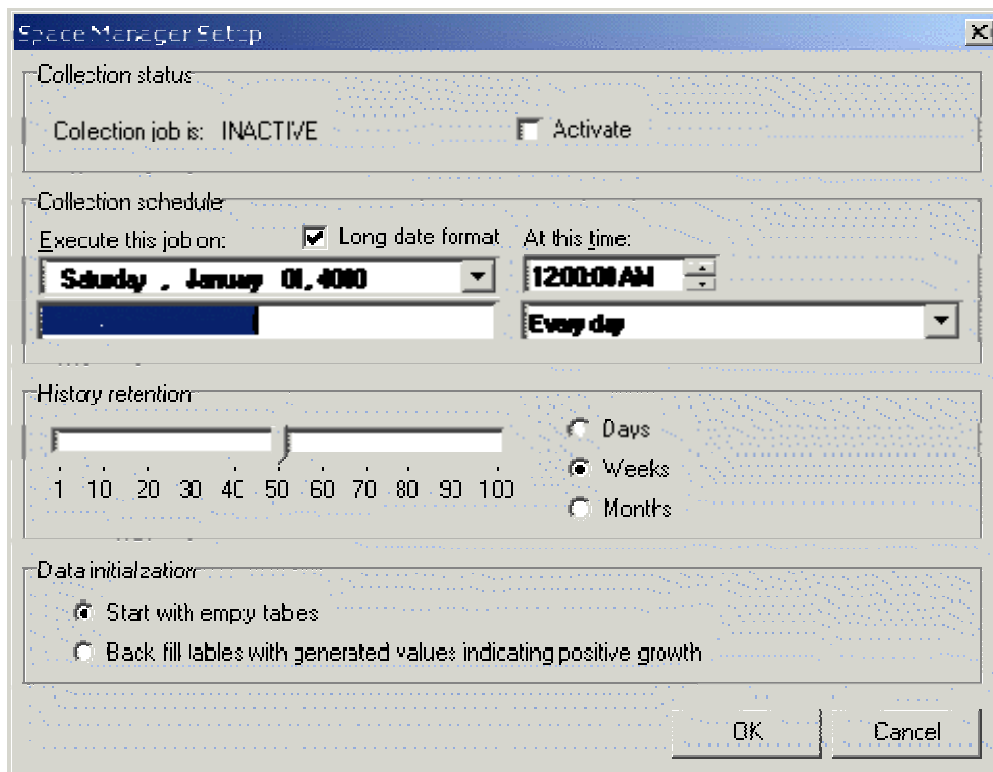 Space Manager Setup
Collection status
Colection job is: INACTIVE
Activate
Collection schedule
Execute this job on:
Long date format
At this time:
Saturday , January 01, 4000
12:00:00 AM
Every day
History retention
1 10 20 30 40 50 60 70 80 90 100
Days
Weeks
Months
Data initialzation
Start with empty tabes
Back fill tables with generated values indicating positive growth
OK
Cancel